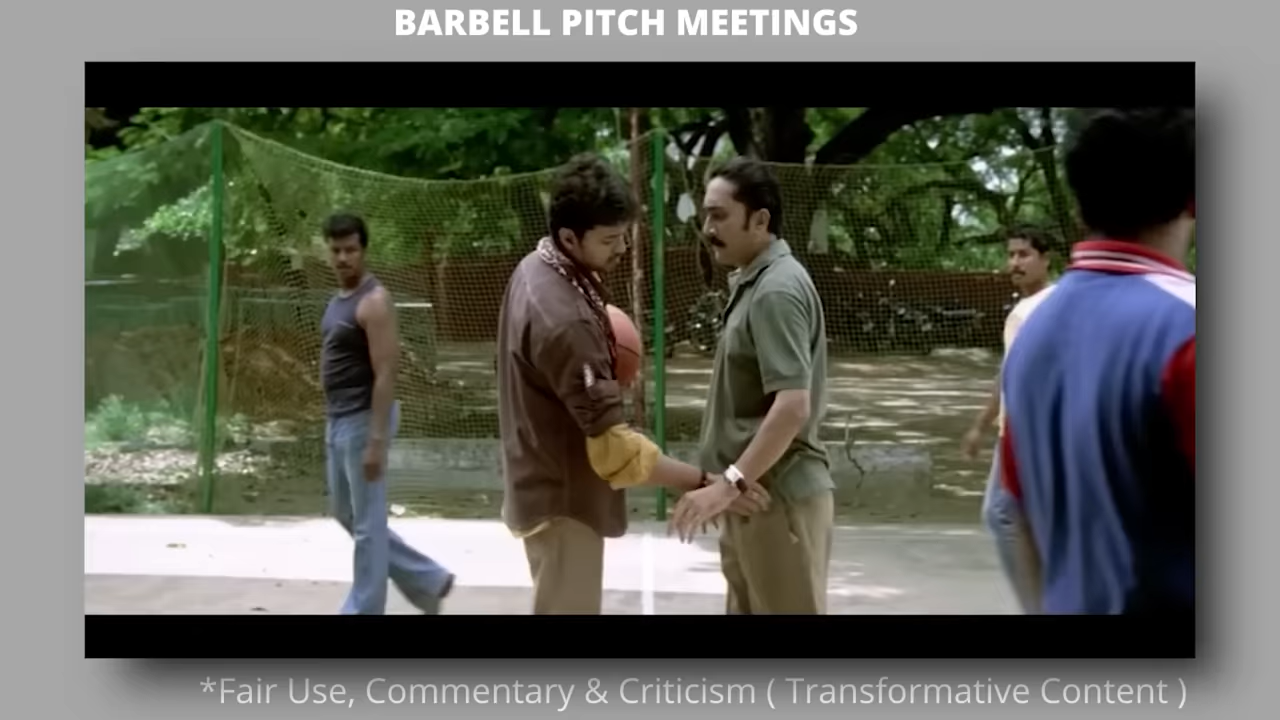 BARBELL PITCH MEETINGS
*Fair Use, Commentary & Criticism ( Transformative Content )